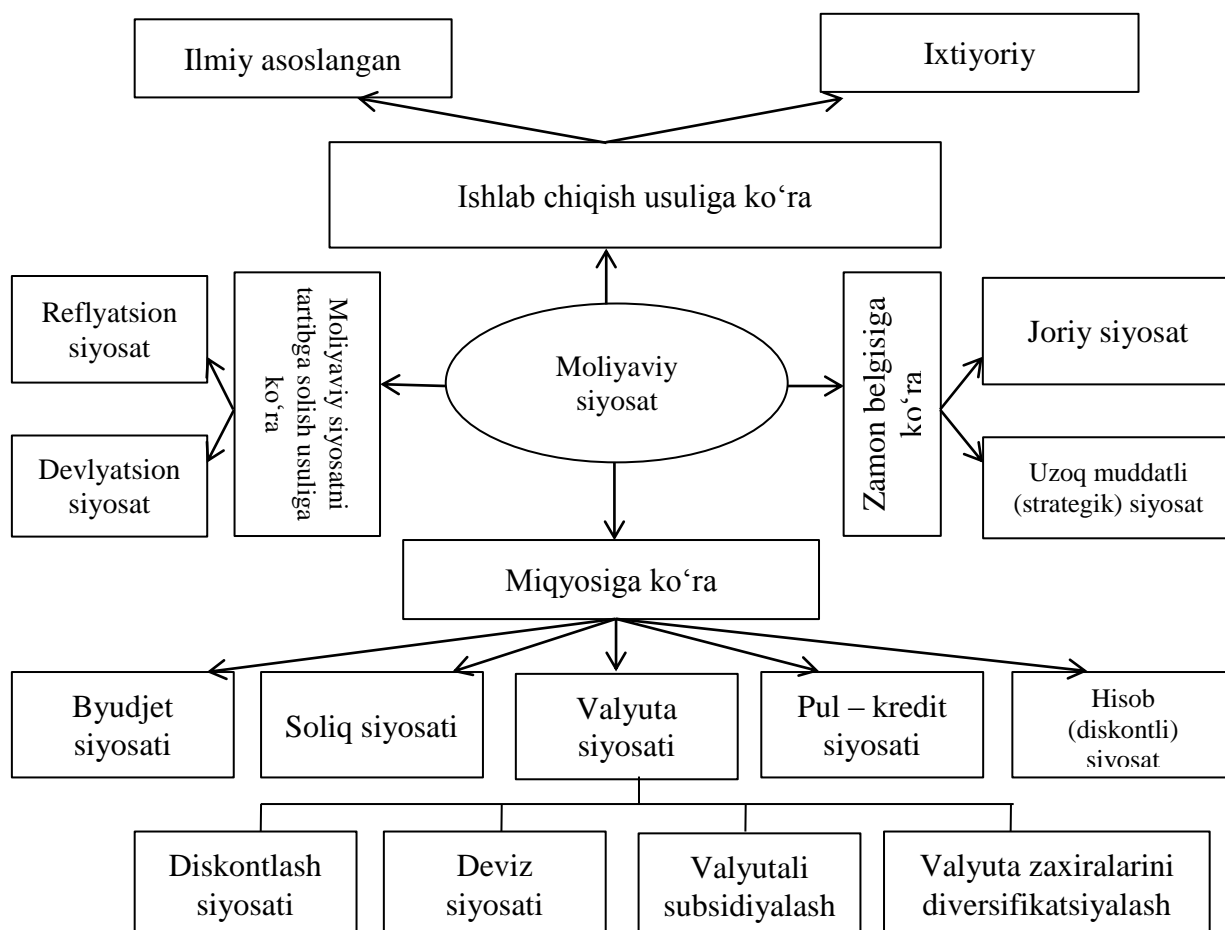 Ilmiy asoslangan
Ixtiyoriy
Ishlab chiqish usuliga ko‘ra
Reflyatsion
siyosat
Devlyatsion
siyosat
Moliyaviy siyosatni
tartibga solish usuliga
ko‘ra
Moliyaviy
siyosat
Zamon belgisiga
ko‘ra
Joriy siyosat
Uzoq muddatli
(strategik) siyosat
Miqyosiga ko‘ra
Byudjet
siyosati
Soliq siyosati
Valyuta
siyosati
Pul – kredit
siyosati
Hisob
(diskontli)
siyosat
Diskontlash
siyosati
Deviz
siyosati
Valyutali
subsidiyalash
Valyuta zaxiralarini
diversifikatsiyalash